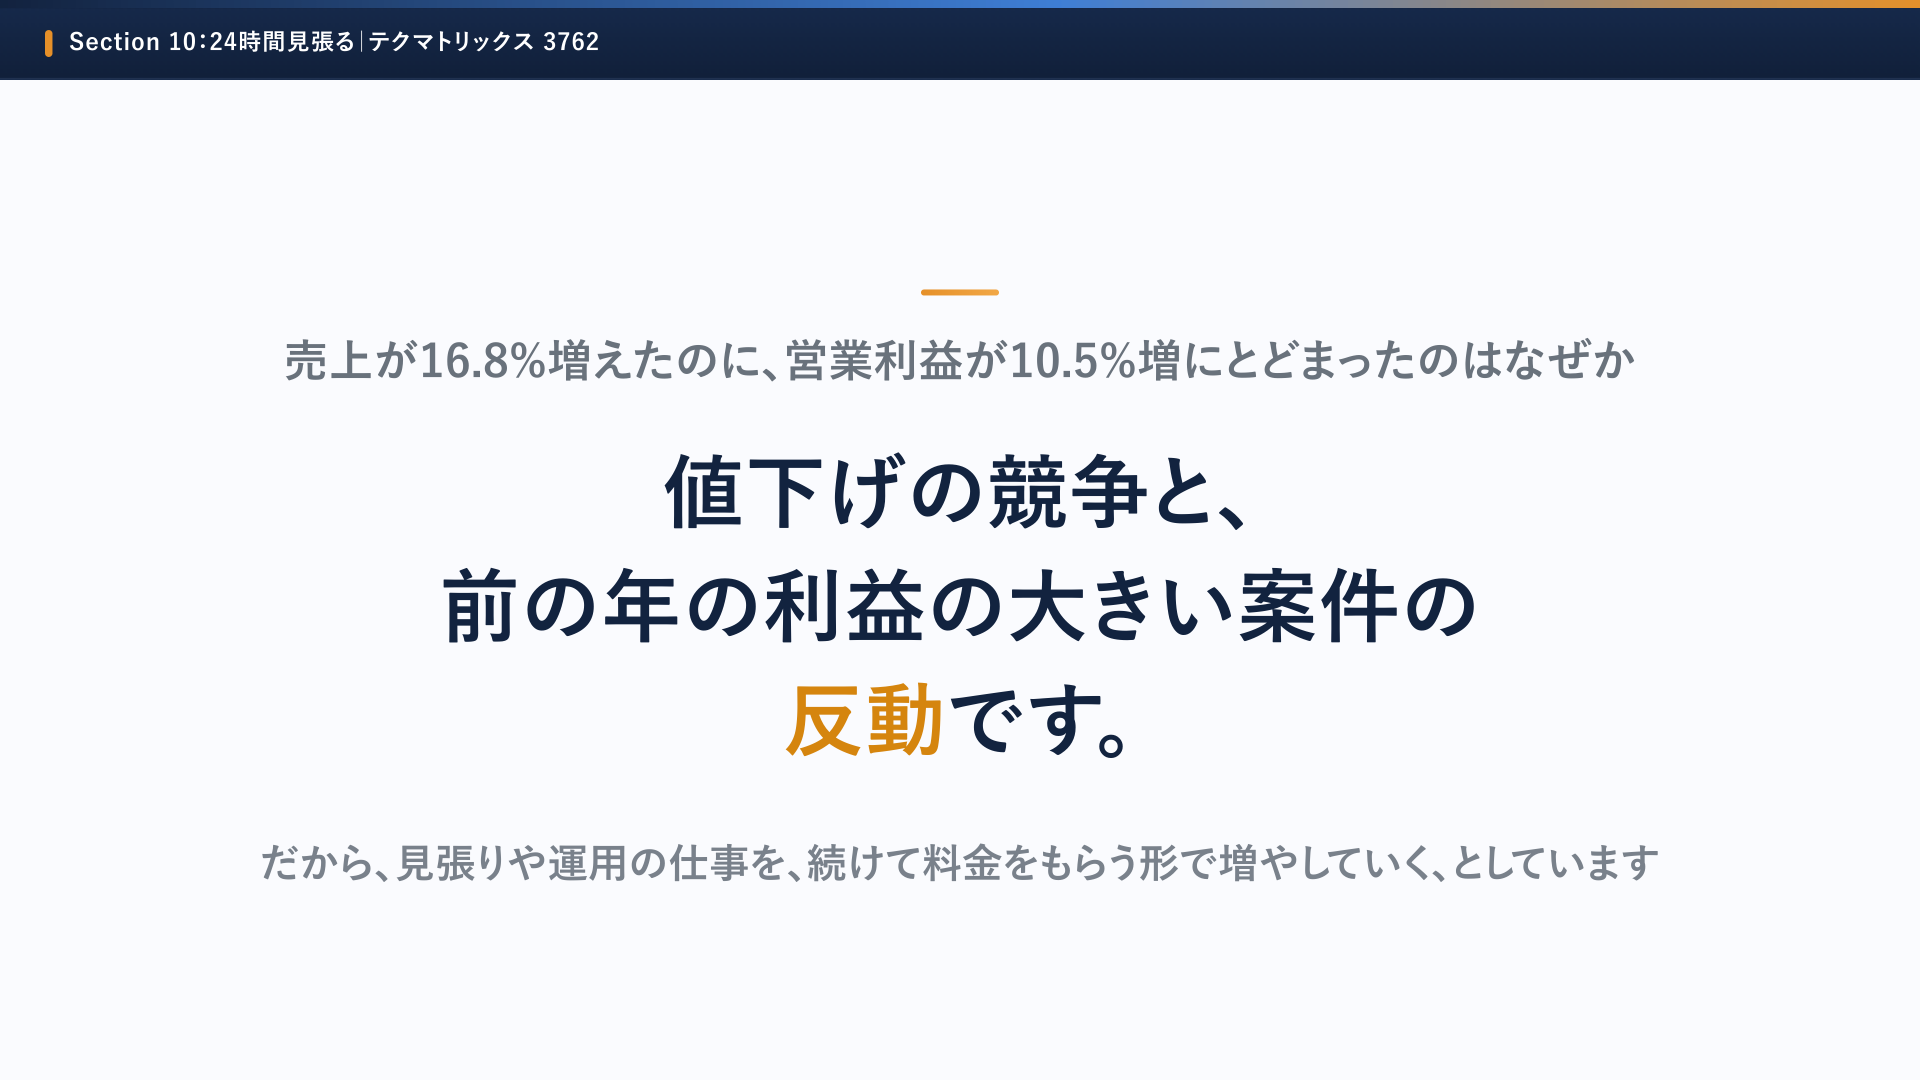 Section 10：24時間見張る｜テクマトリックス 3762
売上が16.8%増えたのに、営業利益が10.5%増にとどまったのはなぜか
値下げの競争と、
前の年の利益の大きい案件の
反動です。
だから、見張りや運用の仕事を、続けて料金をもらう形で増やしていく、としています